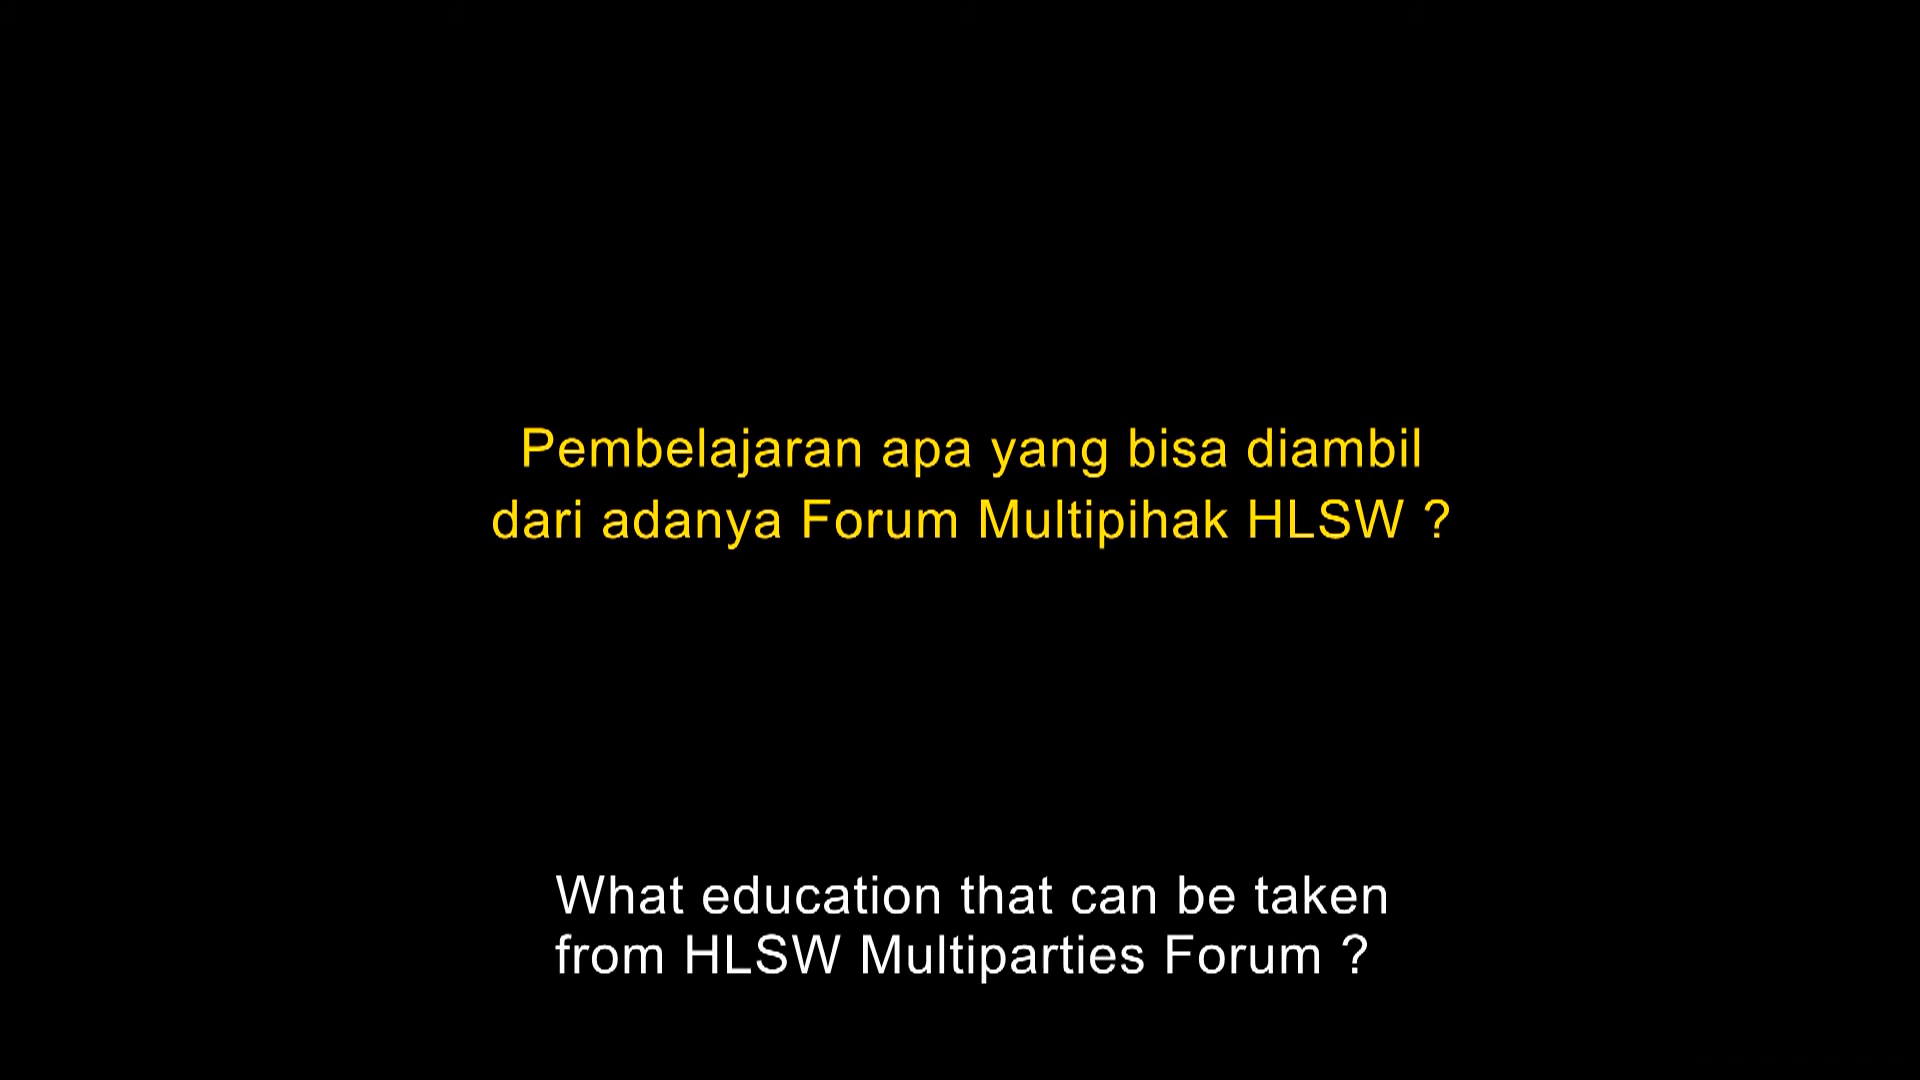 Pembelajaran apa yang bisa diambil
dari adanya Forum Multipihak HLSW ?
What education that can be taken
from HLSW Multiparties Forum ?